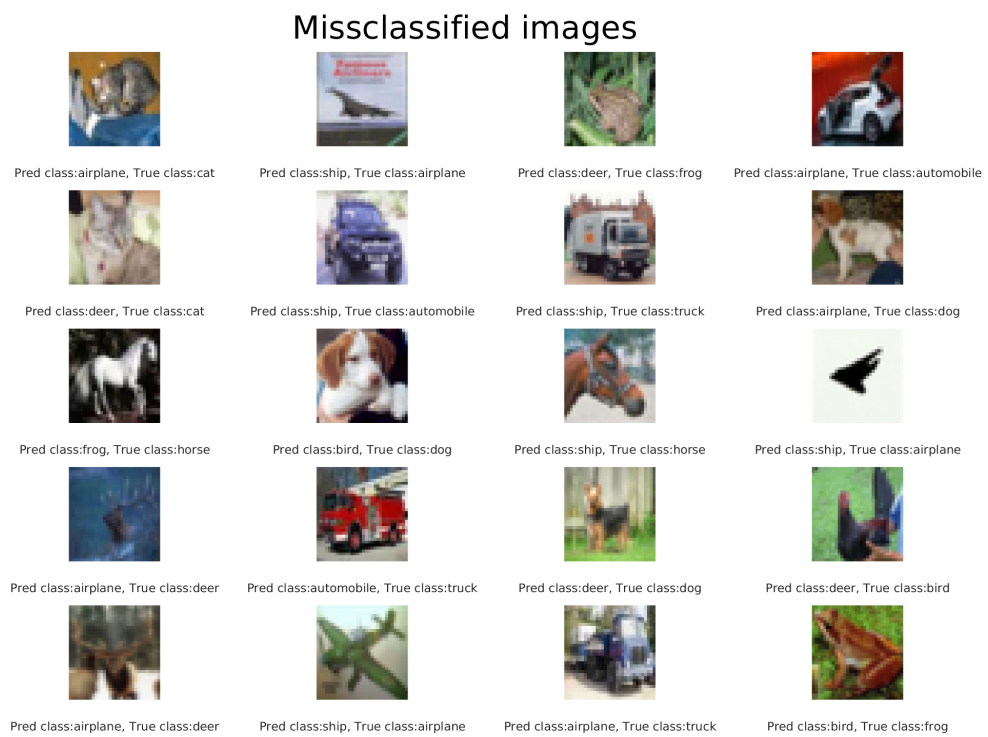 Missclassified images
Famous
Airliners
Pred class:airplane, True class:cat
Pred class:ship, True class:airplane
Pred class:deer, True class:frog
Pred class:airplane, True class:automobile
Pred class:deer, True class:cat
Pred class:ship, True class:automobile
Pred class:ship, True class:truck
Pred class:airplane, True class:dog
Pred class:frog, True class:horse
Pred class:bird, True class:dog
Pred class:ship, True class:horse
Pred class:ship, True class:airplane
Pred class:airplane, True class:deer
Pred class:automobile, True class:truck
Pred class:deer, True class:dog
Pred class:deer, True class:bird
Pred class:airplane, True class:deer
Pred class:ship, True class:airplane
Pred class:airplane, True class:truck
Pred class:bird, True class:frog